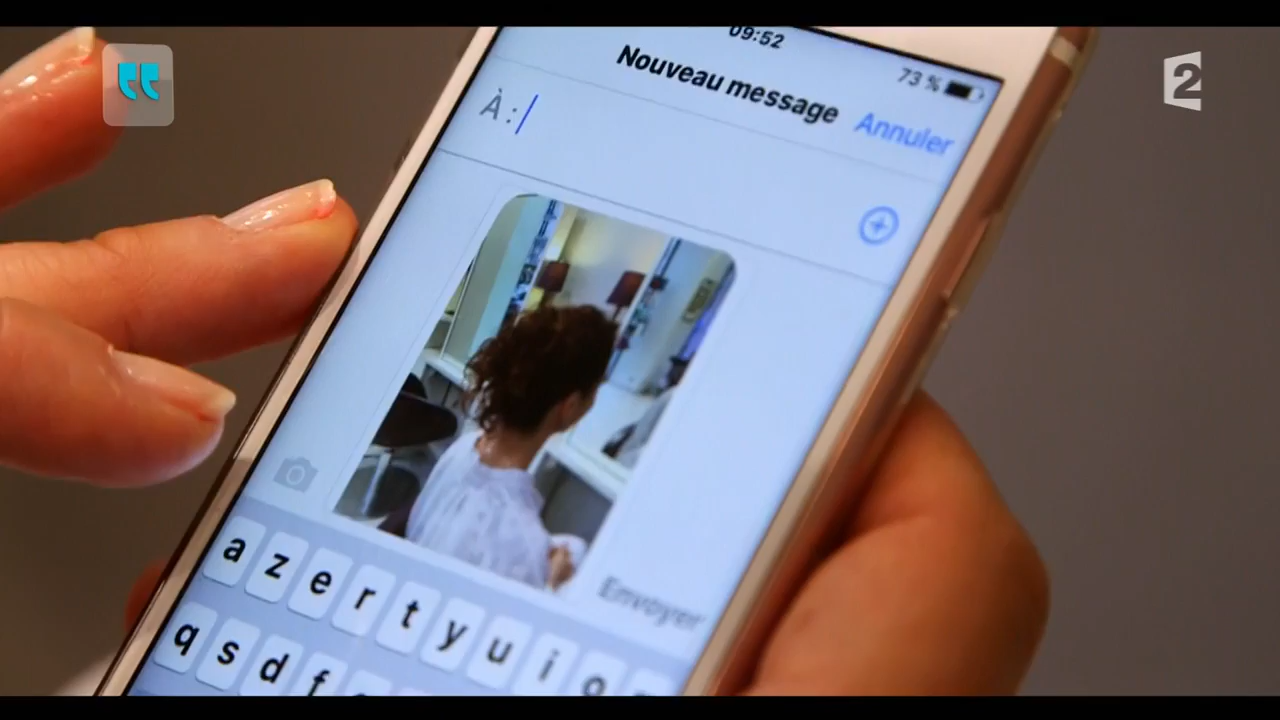 09:52
73 %
Nouveau message
Annuler
À :
2
Envoyer
a z e r t y u i o
q s d f